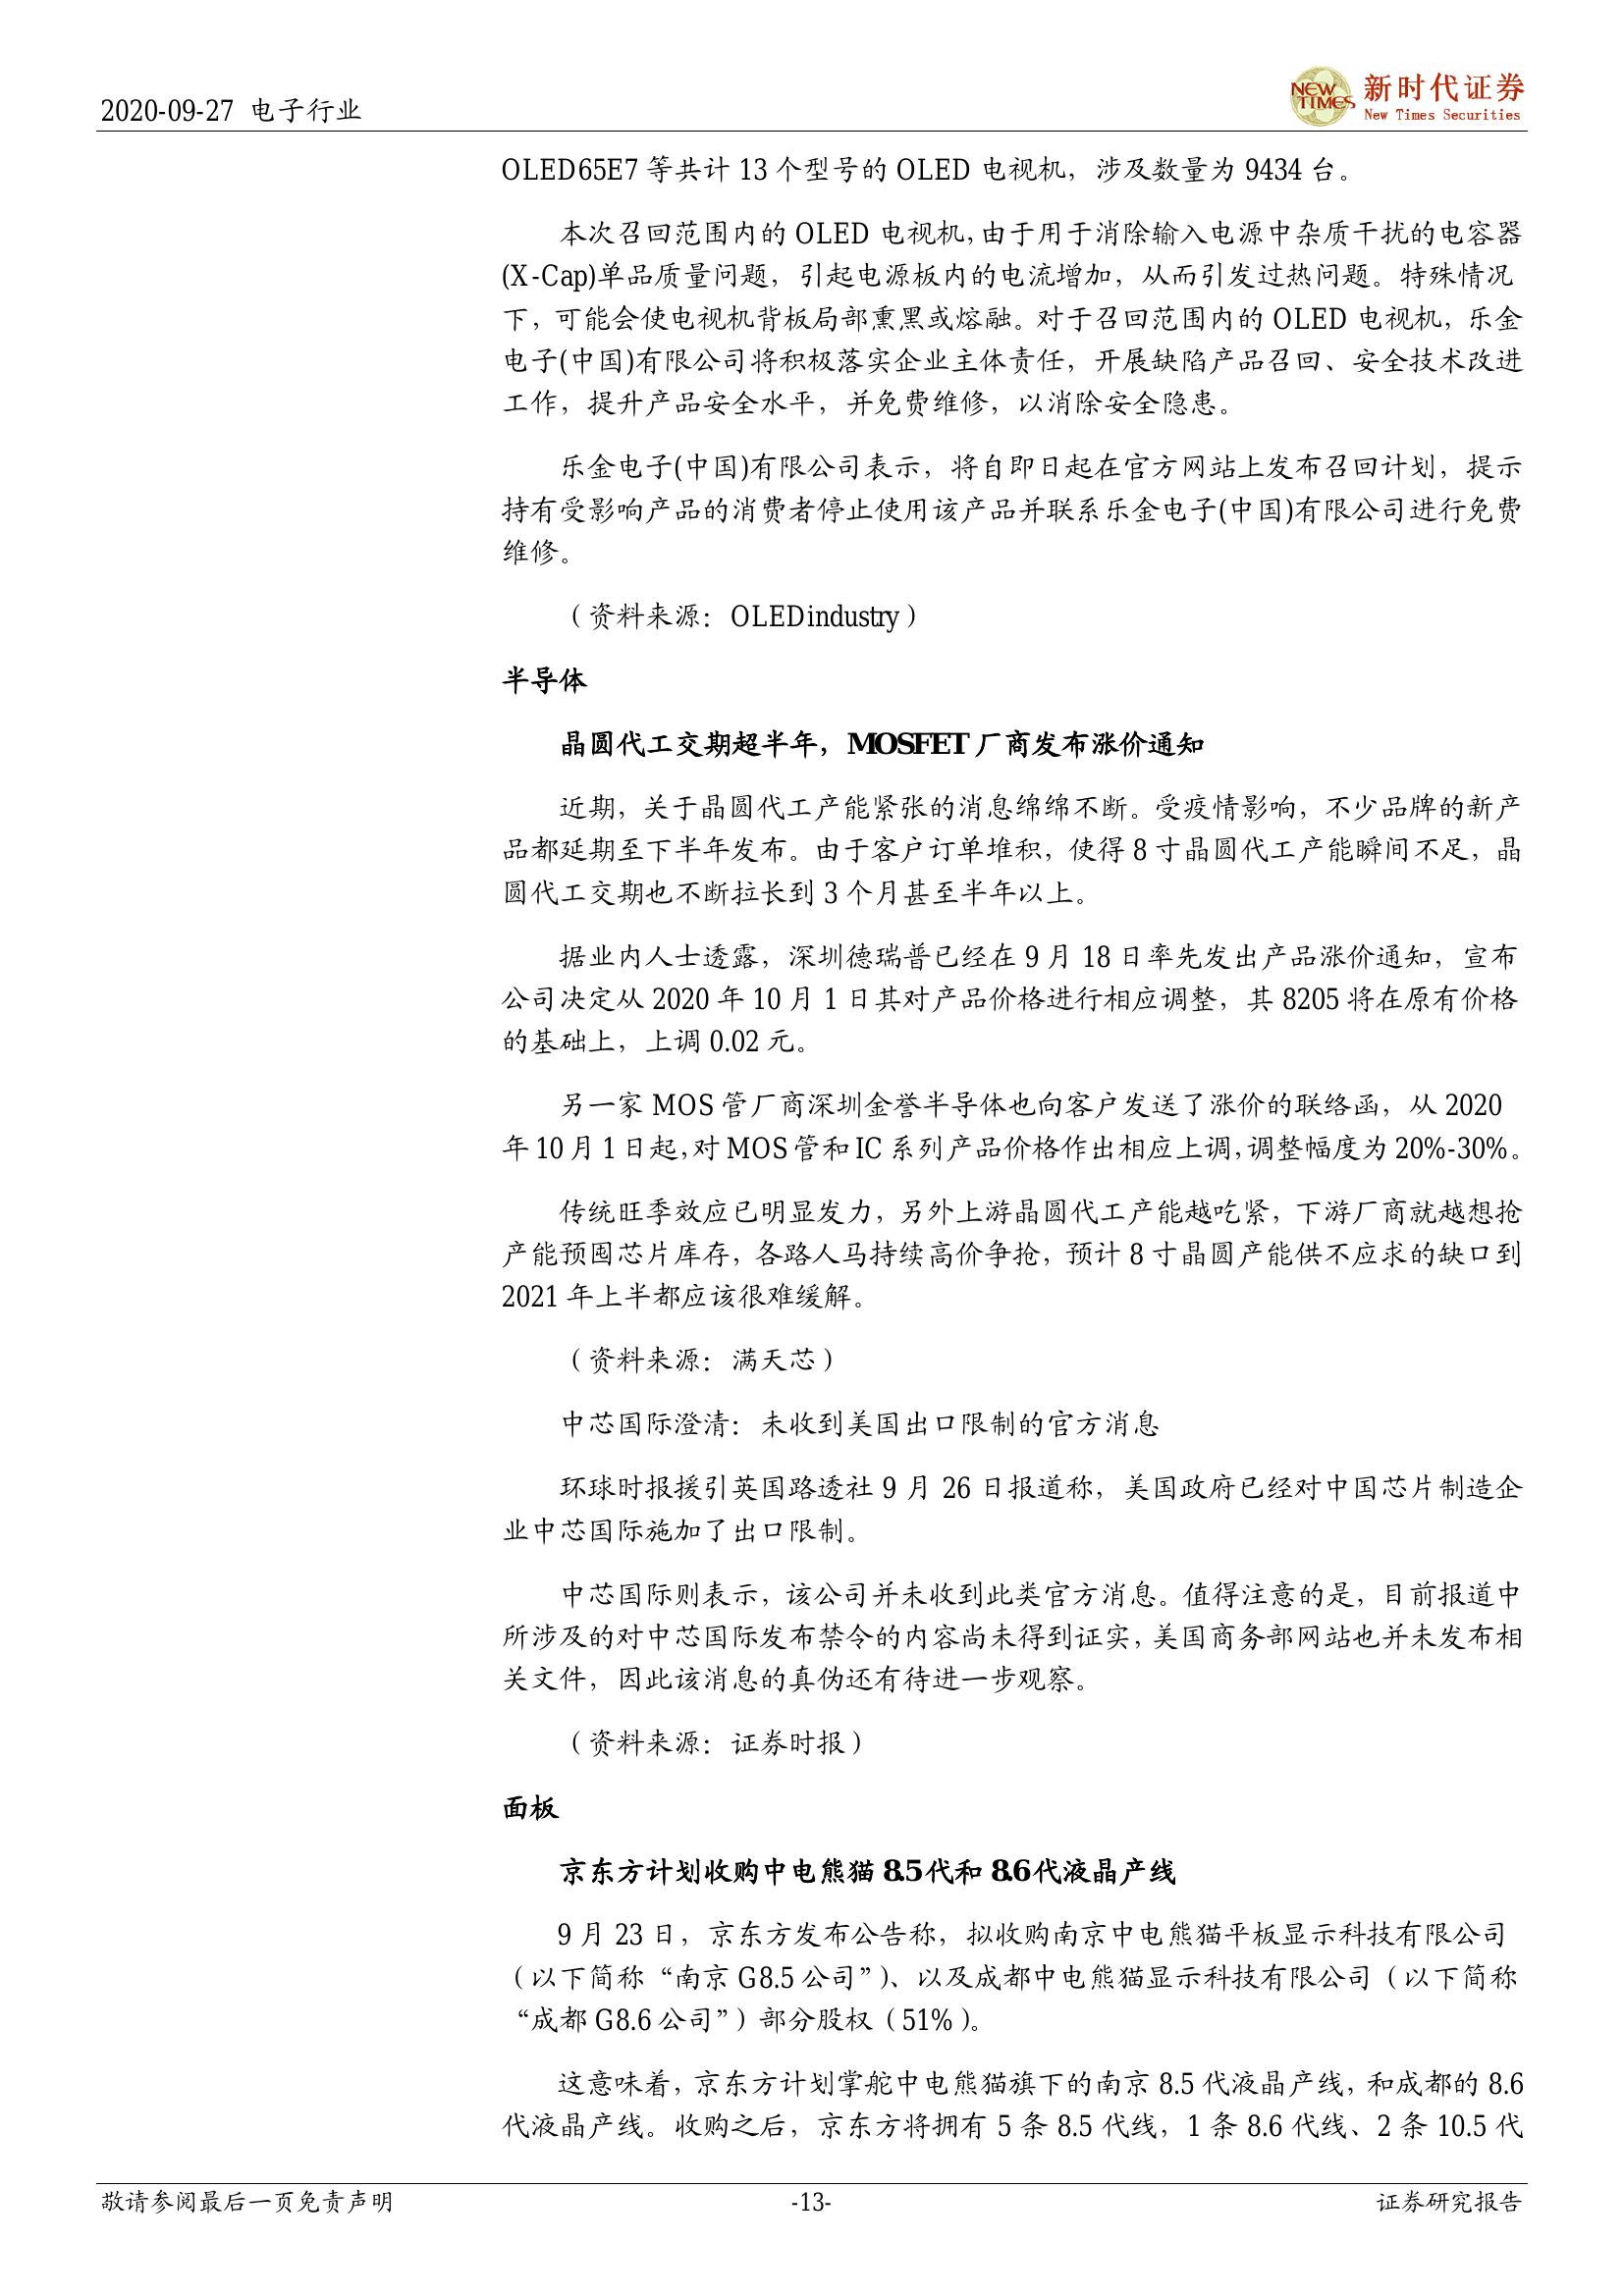 2020-09-27 电子行业
NEW TIMES 新时代证券
New Times Securities
OLED65E7 等共计 13 个型号的 OLED 电视机，涉及数量为 9434 台。
本次召回范围内的 OLED 电视机，由于用于消除输入电源中杂质干扰的电容器
(X-Cap)单品质量问题，引起电源板内的电流增加，从而引发过热问题。特殊情况
下，可能会使电视机背板局部熏黑或熔融。对于召回范围内的 OLED 电视机，乐金
电子(中国)有限公司将积极落实企业主体责任，开展缺陷产品召回、安全技术改进
工作，提升产品安全水平，并免费维修，以消除安全隐患。
乐金电子(中国)有限公司表示，将自即日起在官方网站上发布召回计划，提示
持有受影响产品的消费者停止使用该产品并联系乐金电子(中国)有限公司进行免费
维修。
（资料来源：OLEDindustry）
半导体
晶圆代工交期超半年，MOSFET 厂商发布涨价通知
近期，关于晶圆代工产能紧张的消息绵绵不断。受疫情影响，不少品牌的新产
品都延期至下半年发布。由于客户订单堆积，使得 8 寸晶圆代工产能瞬间不足，晶
圆代工交期也不断拉长到 3 个月甚至半年以上。
据业内人士透露，深圳德瑞普已经在 9 月 18 日率先发出产品涨价通知，宣布
公司决定从 2020 年 10 月 1 日其对产品价格进行相应调整，其 8205 将在原有价格
的基础上，上调 0.02 元。
另一家 MOS 管厂商深圳金誉半导体也向客户发送了涨价的联络函，从 2020
年 10 月 1 日起，对 MOS 管和 IC 系列产品价格作出相应上调，调整幅度为 20%-30%。
传统旺季效应已明显发力，另外上游晶圆代工产能越吃紧，下游厂商就越想抢
产能预囤芯片库存，各路人马持续高价争抢，预计 8 寸晶圆产能供不应求的缺口到
2021 年上半都应该很难缓解。
（资料来源：满天芯）
中芯国际澄清：未收到美国出口限制的官方消息
环球时报援引英国路透社 9 月 26 日报道称，美国政府已经对中国芯片制造企
业中芯国际施加了出口限制。
中芯国际则表示，该公司并未收到此类官方消息。值得注意的是，目前报道中
所涉及的对中芯国际发布禁令的内容尚未得到证实，美国商务部网站也并未发布相
关文件，因此该消息的真伪还有待进一步观察。
（资料来源：证券时报）
面板
京东方计划收购中电熊猫 8.5 代和 8.6 代液晶产线
9 月 23 日，京东方发布公告称，拟收购南京中电熊猫平板显示科技有限公司
（以下简称“南京 G8.5 公司”）、以及成都中电熊猫显示科技有限公司（以下简称
“成都 G8.6 公司”）部分股权（51%）。
这意味着，京东方计划掌舵中电熊猫旗下的南京 8.5 代液晶产线，和成都的 8.6
代液晶产线。收购之后，京东方将拥有 5 条 8.5 代线，1 条 8.6 代线、2 条 10.5 代
敬请参阅最后一页免责声明 -13- 证券研究报告